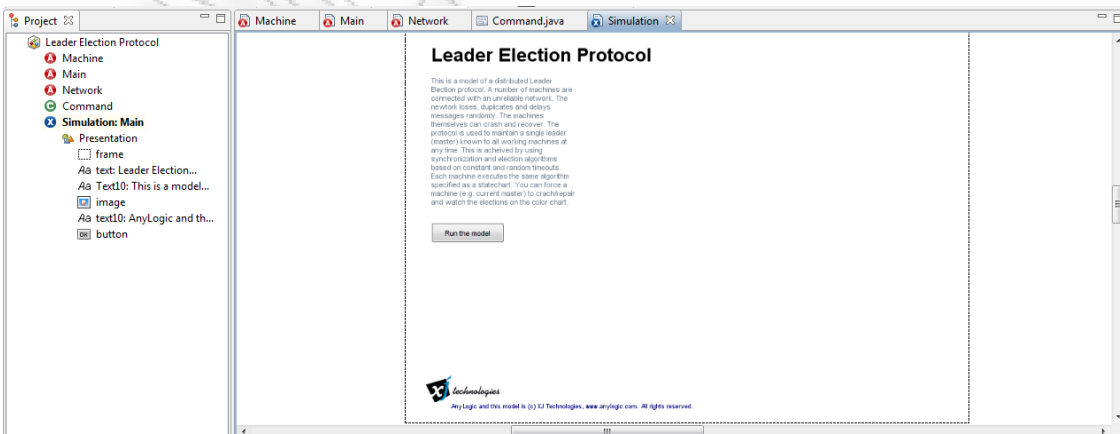 Project
Machine
Main
Network
Command.java
Simulation
Leader Election Protocol
Machine
Main
Network
Command
Simulation: Main
Presentation
frame
Aa text: Leader Election...
Aa Text10: This is a model...
image
Aa text10: AnyLogic and th...
OK button
Leader Election Protocol
This is a model of a distributed Leader
Election protocol. A number of machines are
connected with an unreliable network. The
newtork loses, duplicates and delays
messages randomly. The machines
themselves can crash and recover. The
protocol is used to maintain a single leader
(master) known to all working machines at
any time. This is acheived by using
synchronization and election algorithms
based on constant and random timeouts.
Each machine executes the same algorithm
specified as a statechart. You can force a
machine (e.g. current master) to crach/repair
and watch the elections on the color chart.
Run the model
xj technologies
AnyLogic and this model is (c) XJ Technologies, www.anylogic.com. All rights reserved.